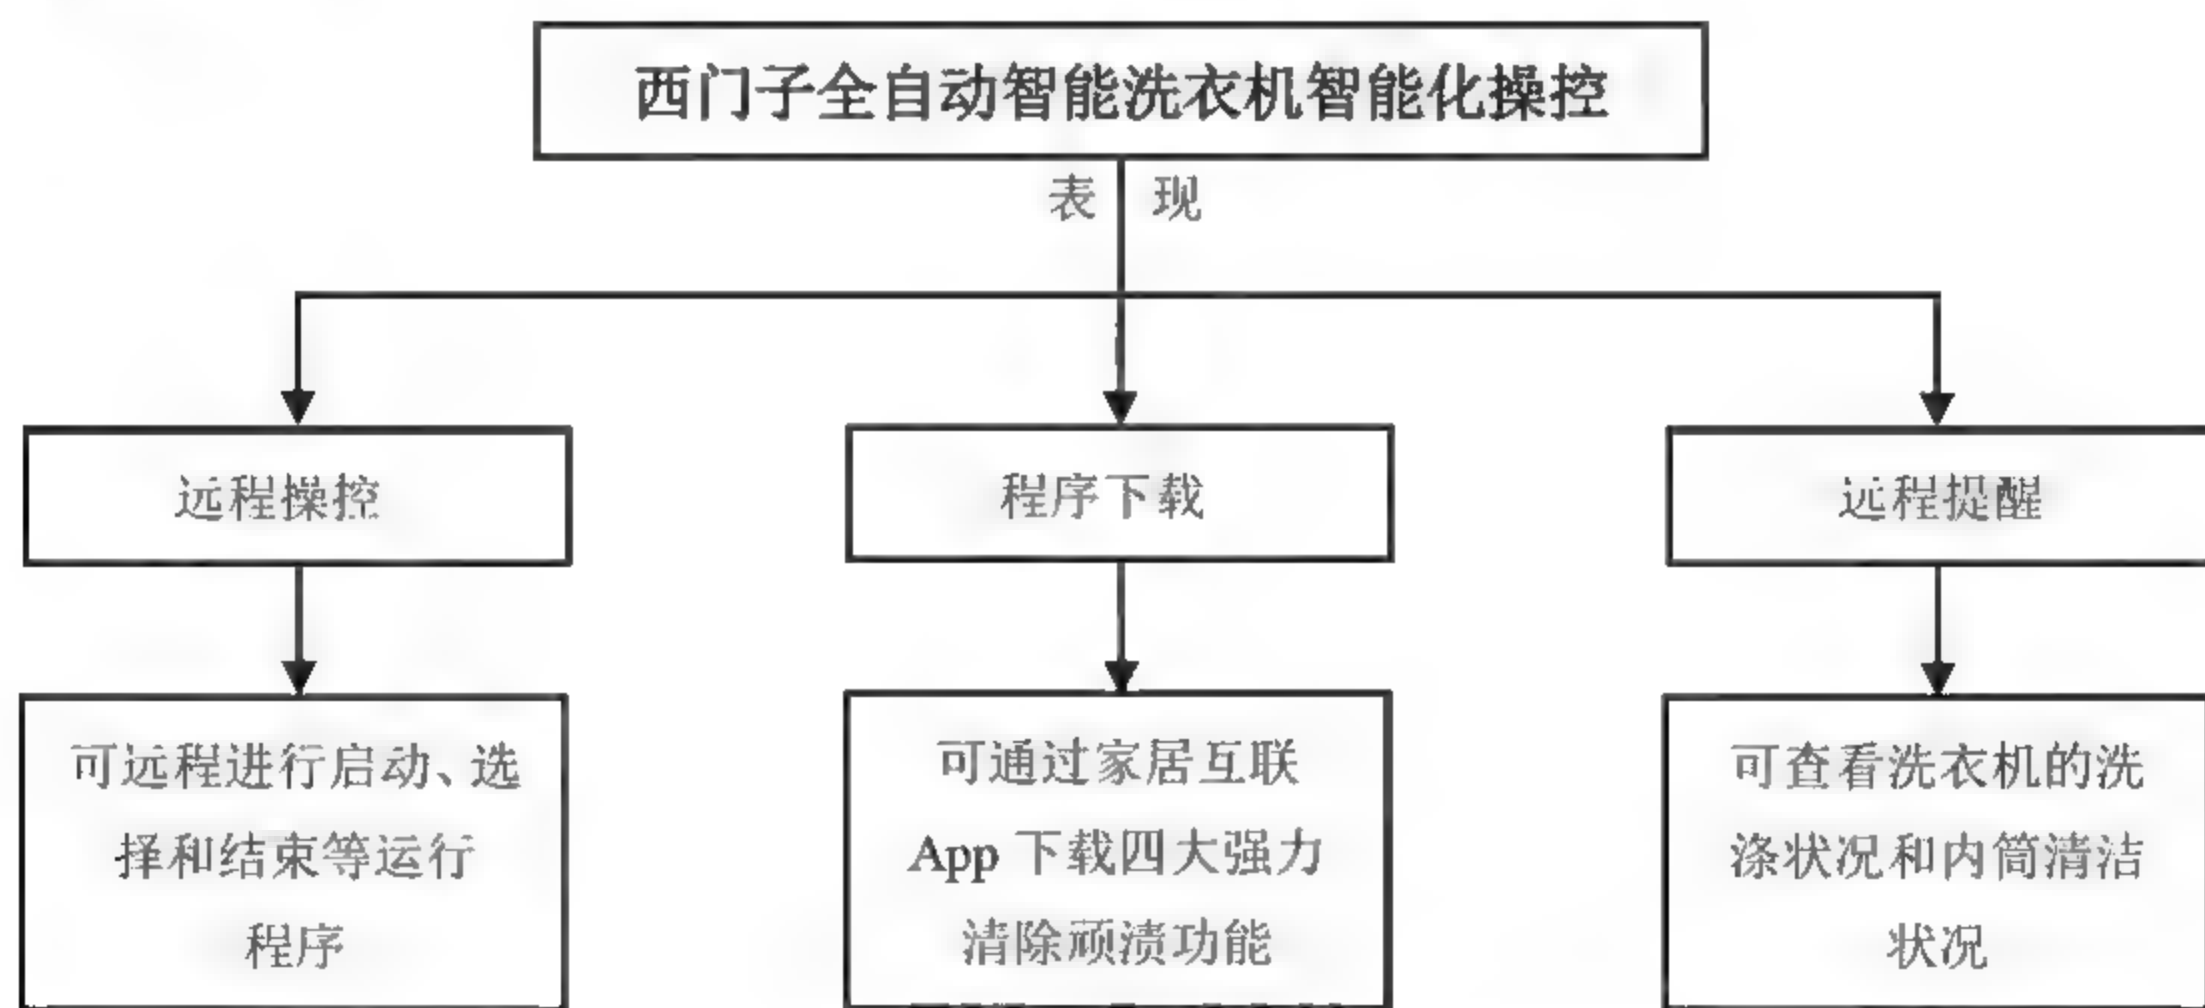 西门子全自动智能洗衣机智能化操控
表 现
远程操控
程序下载
远程提醒
可远程进行启动、选
择和结束等运行
程序
可通过家居互联
App 下载四大强力
清除顽渍功能
可查看洗衣机的洗
涤状况和内筒清洁
状况